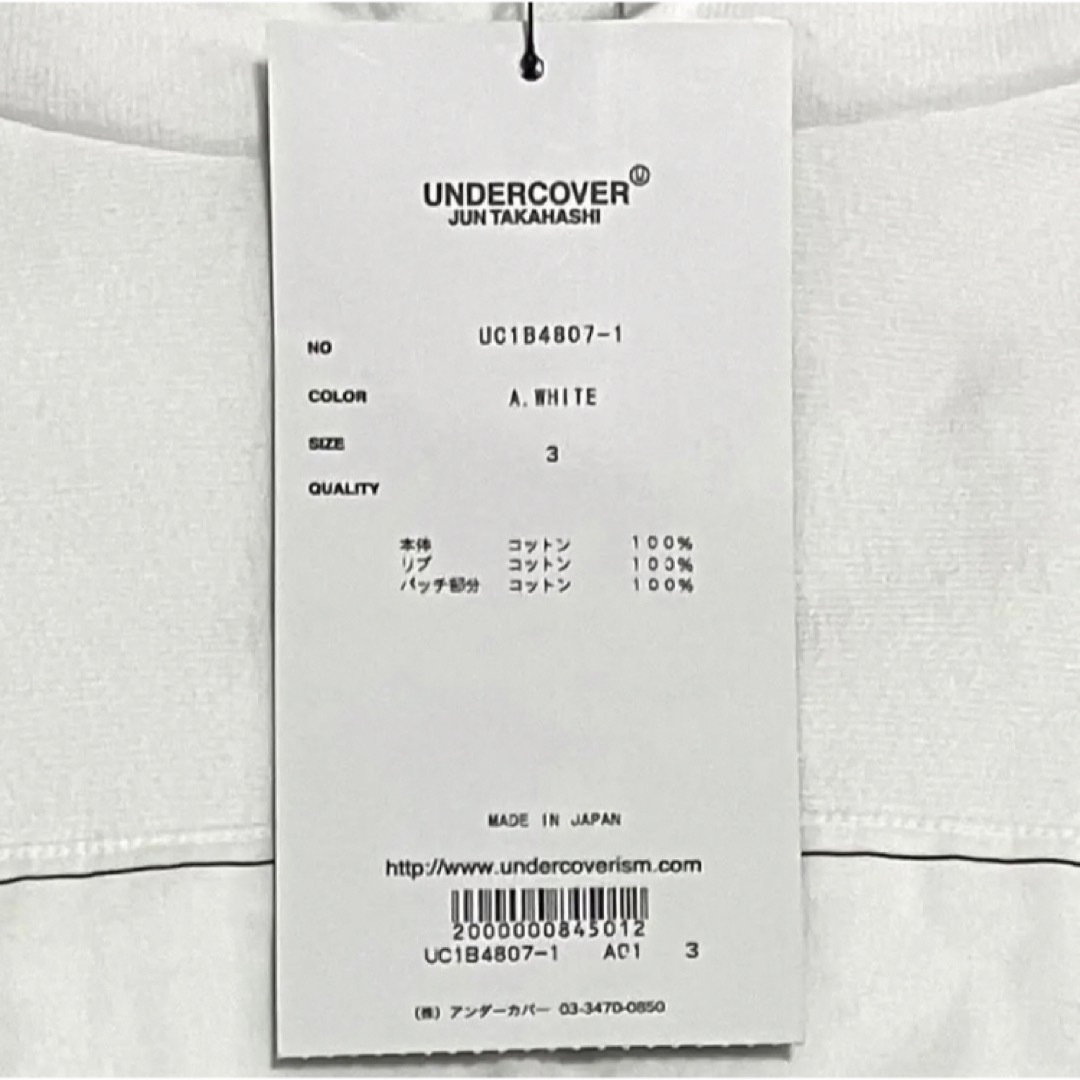 UNDERCOVER Ⓤ
JUN TAKAHASHI
NO UC1B4807-1
COLOR A.WHITE
SIZE 3
QUALITY
本体 コットン 100%
リブ コットン 100%
パッチ部分 コットン 100%
MADE IN JAPAN
http://www.undercoverism.com
2000000845012
UC1B4807-1 A01 3
(株) アンダーカバー 03-3470-0850